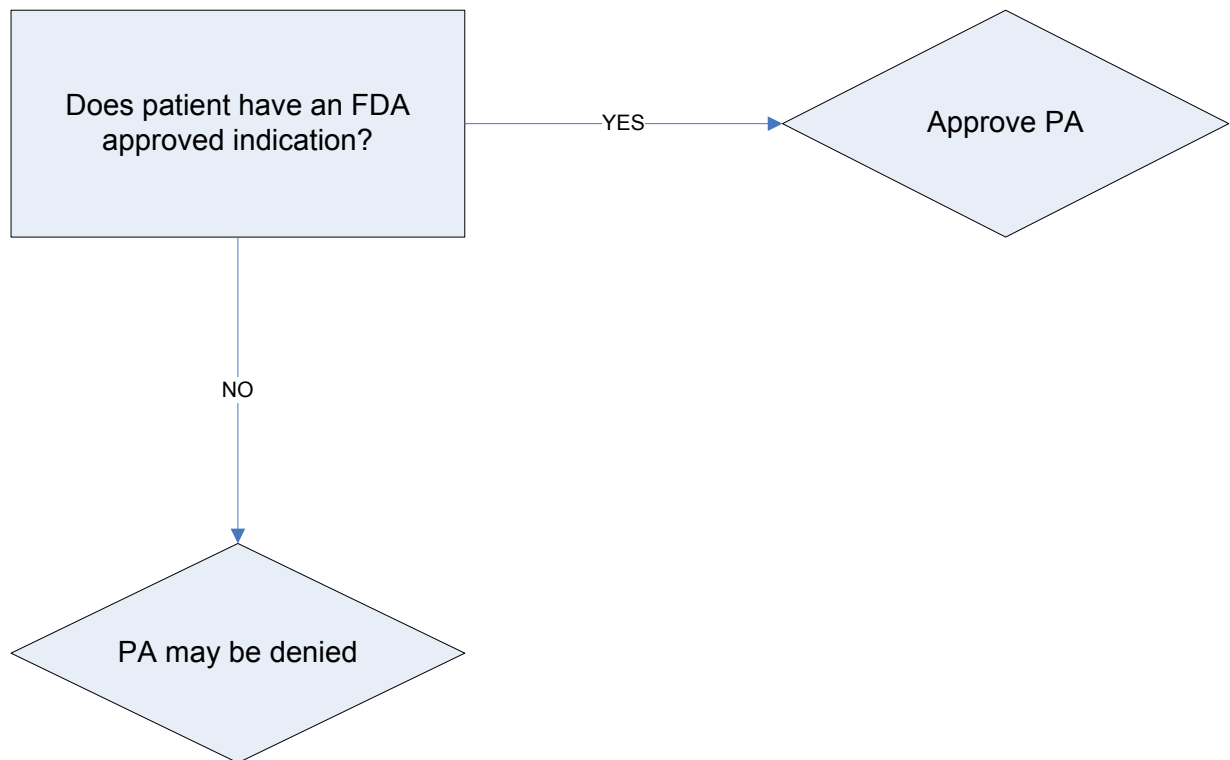 Does patient have an FDA
approved indication?
YES
Approve PA
NO
PA may be denied